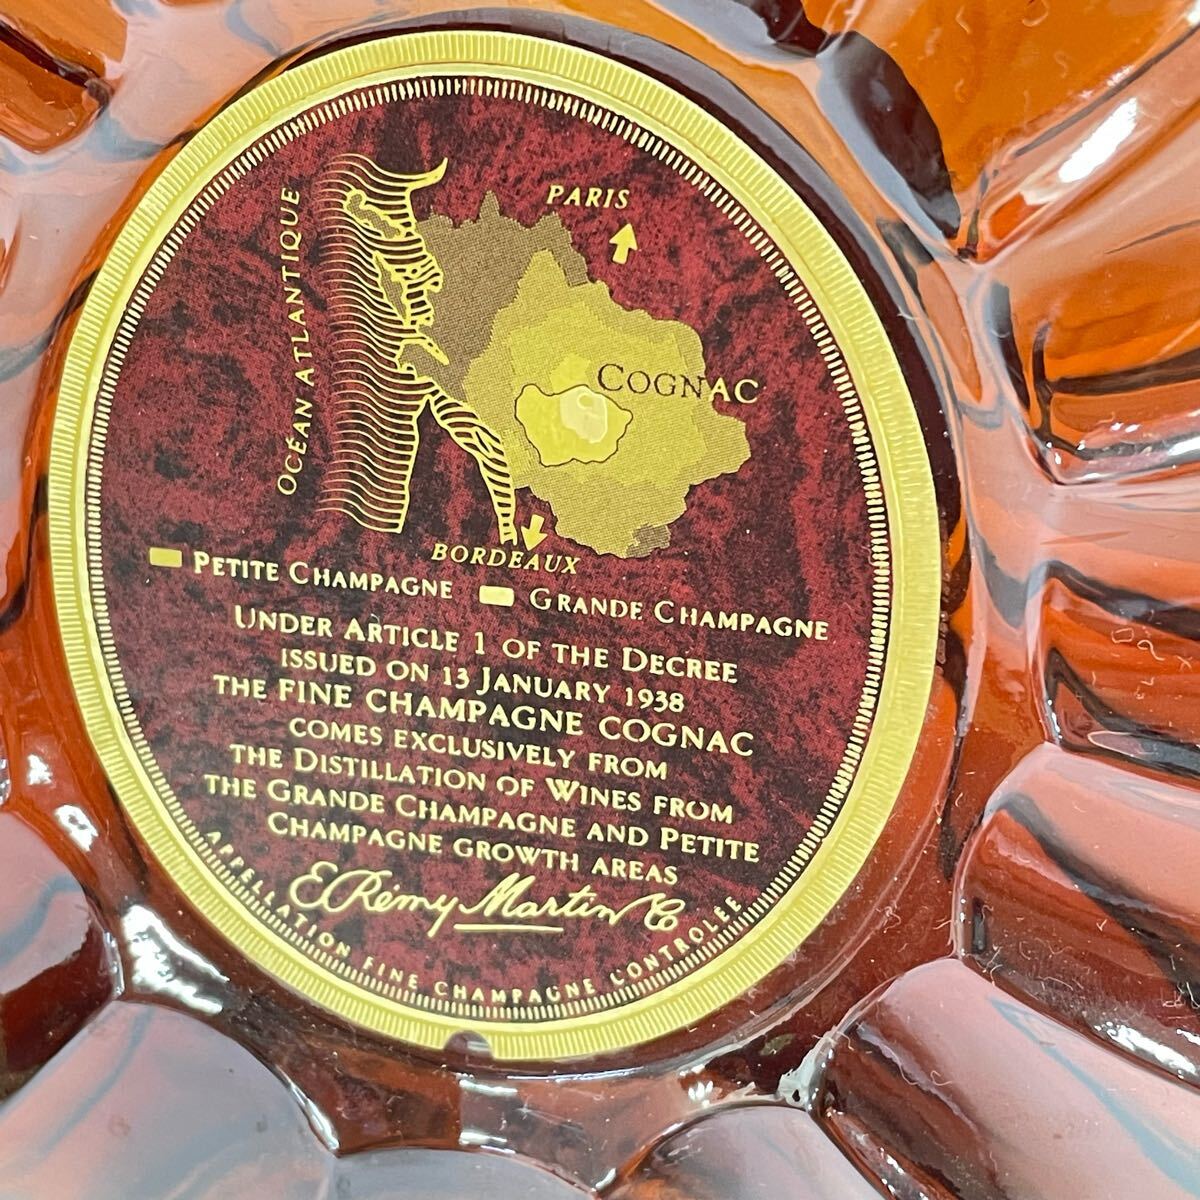 PARIS
OCÉAN ATLANTIQUE
COGNAC
BORDEAUX
PETITE CHAMPAGNE
GRANDE CHAMPAGNE
UNDER ARTICLE 1 OF THE DECREE
ISSUED ON 13 JANUARY 1938
THE FINE CHAMPAGNE COGNAC
COMES EXCLUSIVELY FROM
THE DISTILLATION OF WINES FROM
THE GRANDE CHAMPAGNE AND PETITE
CHAMPAGNE GROWTH AREAS
E. Rémy Martin & Co
APPELLATION FINE CHAMPAGNE CONTROLÉE